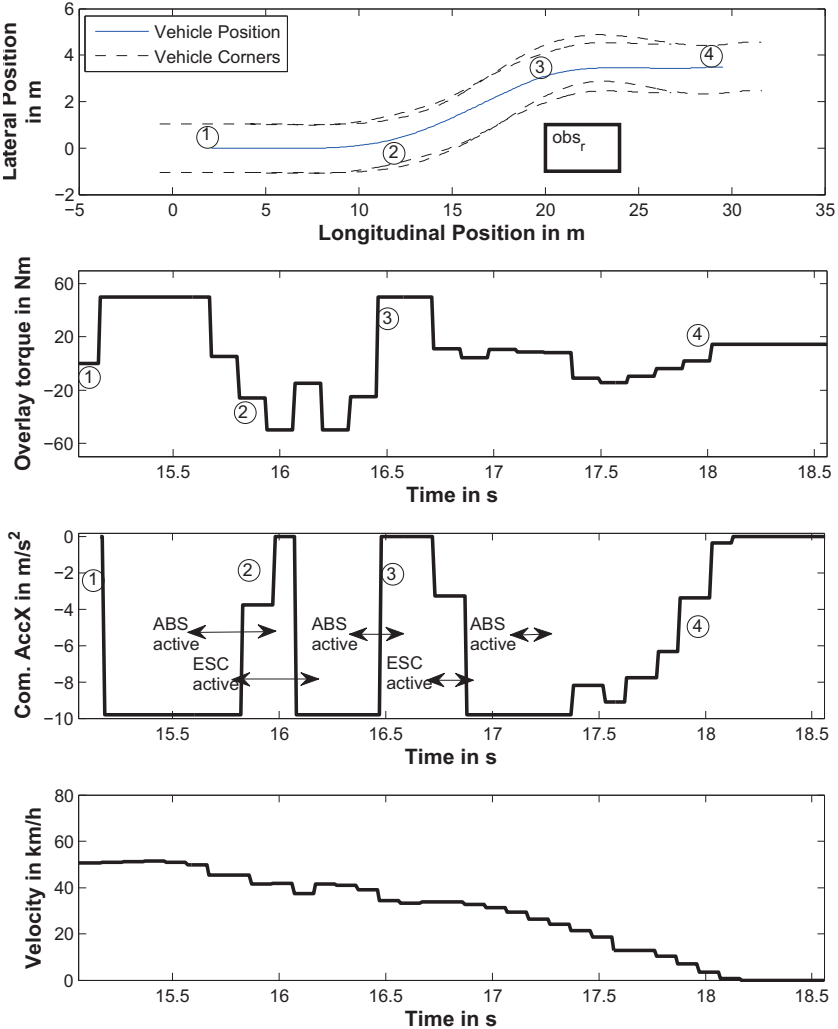 Vehicle Position
Vehicle Corners
Lateral Position
in m
6
4
2
0
−2
1
2
3
4
obs_r
−5
0
5
10
15
20
25
30
35
Longitudinal Position in m
Overlay torque in Nm
60
20
−20
−60
1
2
3
4
15.5
16
16.5
17
17.5
18
18.5
Time in s
Com. AccX in m/s²
0
−2
−4
−6
−8
−10
1
2
3
4
ABS
active
ESC
active
ABS
active
ESC
active
ABS
active
15.5
16
16.5
17
17.5
18
18.5
Time in s
Velocity in km/h
80
60
40
20
0
15.5
16
16.5
17
17.5
18
18.5
Time in s